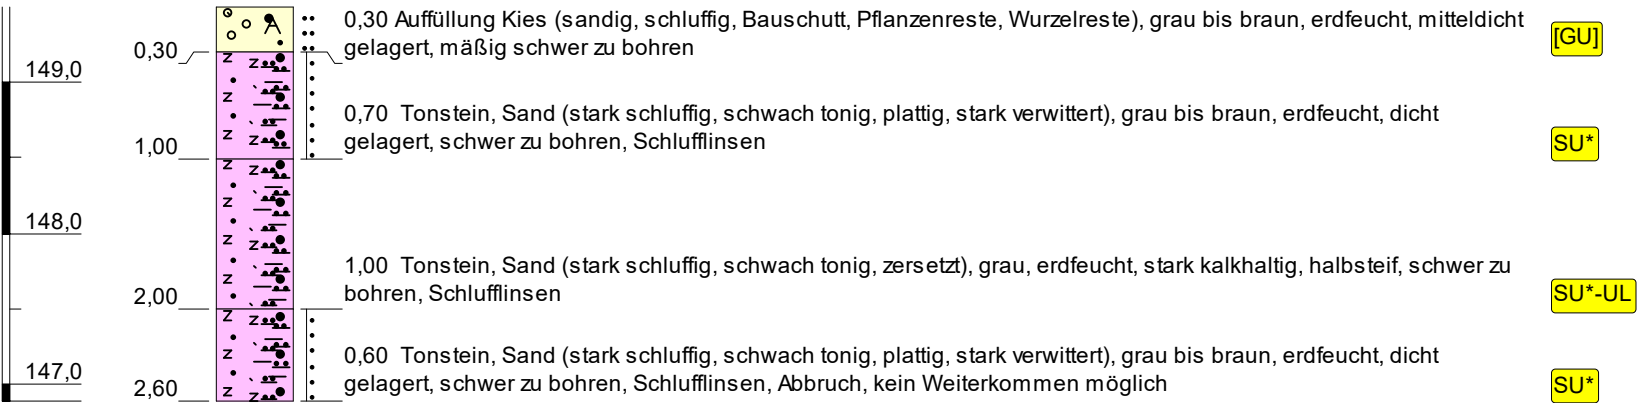 0,30 Auffüllung Kies (sandig, schluffig, Bauschutt, Pflanzenreste, Wurzelreste), grau bis braun, erdfeucht, mitteldicht
gelagert, mäßig schwer zu bohren
[GU]
0,30
149,0
0,70 Tonstein, Sand (stark schluffig, schwach tonig, plattig, stark verwittert), grau bis braun, erdfeucht, dicht
gelagert, schwer zu bohren, Schlufflinsen
SU*
1,00
148,0
1,00 Tonstein, Sand (stark schluffig, schwach tonig, zersetzt), grau, erdfeucht, stark kalkhaltig, halbsteif, schwer zu
bohren, Schlufflinsen
SU*-UL
2,00
0,60 Tonstein, Sand (stark schluffig, schwach tonig, plattig, stark verwittert), grau bis braun, erdfeucht, dicht
gelagert, schwer zu bohren, Schlufflinsen, Abbruch, kein Weiterkommen möglich
SU*
147,0
2,60